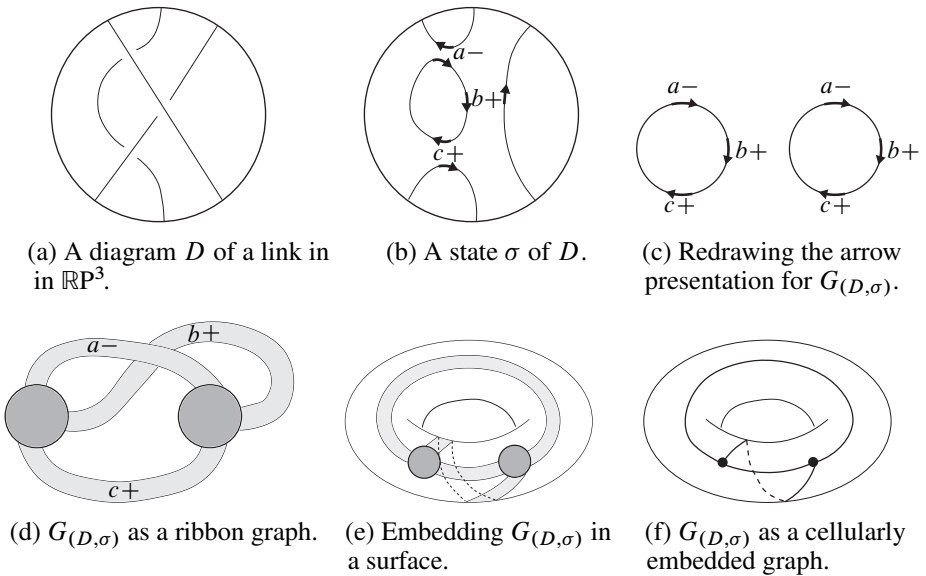 a−
b+
c+
a−
b+
c+
a−
b+
c+
(a) A diagram D of a link in
in ℝP³.
(b) A state σ of D.
(c) Redrawing the arrow
presentation for G₍D,σ₎.
a−
b+
c+
(d) G₍D,σ₎ as a ribbon graph.
(e) Embedding G₍D,σ₎ in
a surface.
(f) G₍D,σ₎ as a cellularly
embedded graph.